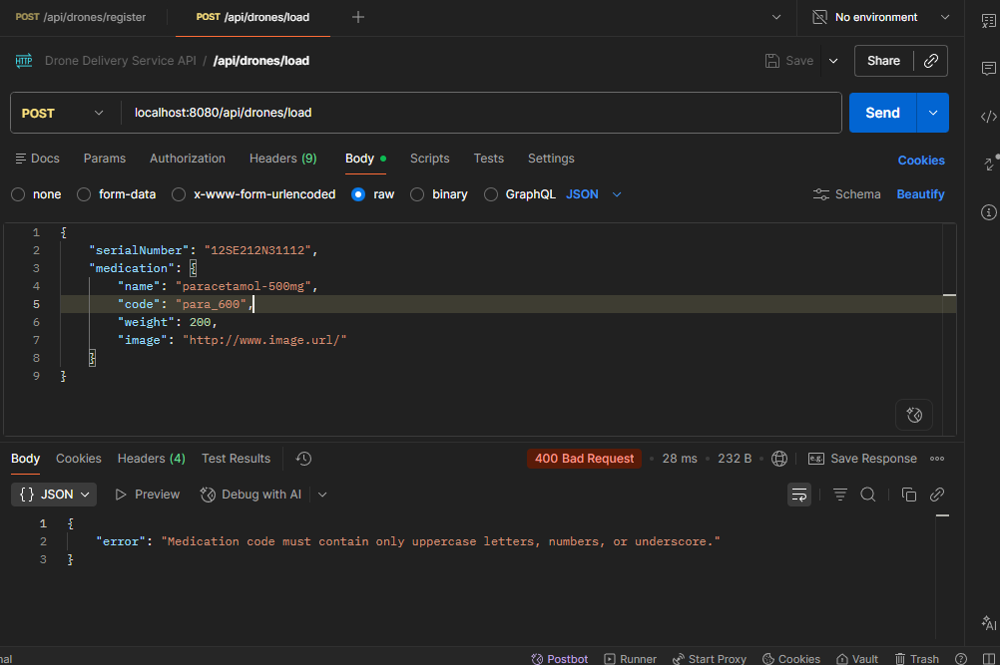 POST /api/drones/register POST /api/drones/load No environment
HTTP Drone Delivery Service API / /api/drones/load Save Share
POST localhost:8080/api/drones/load Send
Docs Params Authorization Headers (9) Body Scripts Tests Settings Cookies
none form-data x-www-form-urlencoded raw binary GraphQL JSON Schema Beautify
1 {
2 "serialNumber": "12SE212N31112",
3 "medication": {
4 "name": "paracetamol-500mg",
5 "code": "para_600",
6 "weight": 200,
7 "image": "http://www.image.url/"
8 }
9 }
Body Cookies Headers (4) Test Results 400 Bad Request 28 ms 232 B e.g. Save Response
{} JSON Preview Debug with AI
1 {
2 "error": "Medication code must contain only uppercase letters, numbers, or underscore."
3 }
AI
nal Postbot Runner Start Proxy Cookies Vault Trash